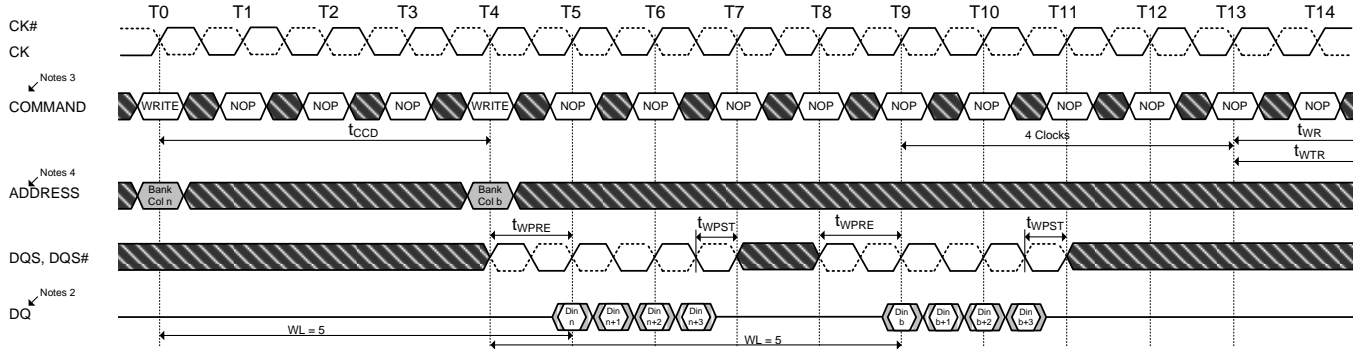 T0 T1 T2 T3 T4 T5 T6 T7 T8 T9 T10 T11 T12 T13 T14
CK#
CK
Notes 3
COMMAND WRITE NOP NOP NOP WRITE NOP NOP NOP NOP NOP NOP NOP NOP NOP NOP
tCCD 4 Clocks tWR
tWTR
Notes 4
ADDRESS Bank Col n Bank Col b
tWPRE tWPST tWPRE tWPST
DQS, DQS#
Notes 2
DQ Din n Din n+1 Din n+2 Din n+3 Din b Din b+1 Din b+2 Din b+3
WL = 5
WL = 5